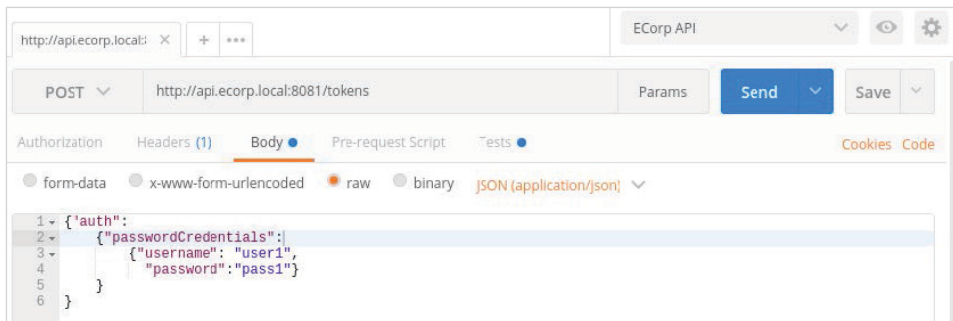 http://api.ecorp.local:8 × + •••
ECorp API
POST http://api.ecorp.local:8081/tokens Params Send Save
Authorization Headers (1) Body Pre-request Script Tests Cookies Code
form-data x-www-form-urlencoded raw binary JSON (application/json)
1 {"auth":
2 {"passwordCredentials":
3 {"username": "user1",
4 "password":"pass1"}
5 }
6 }